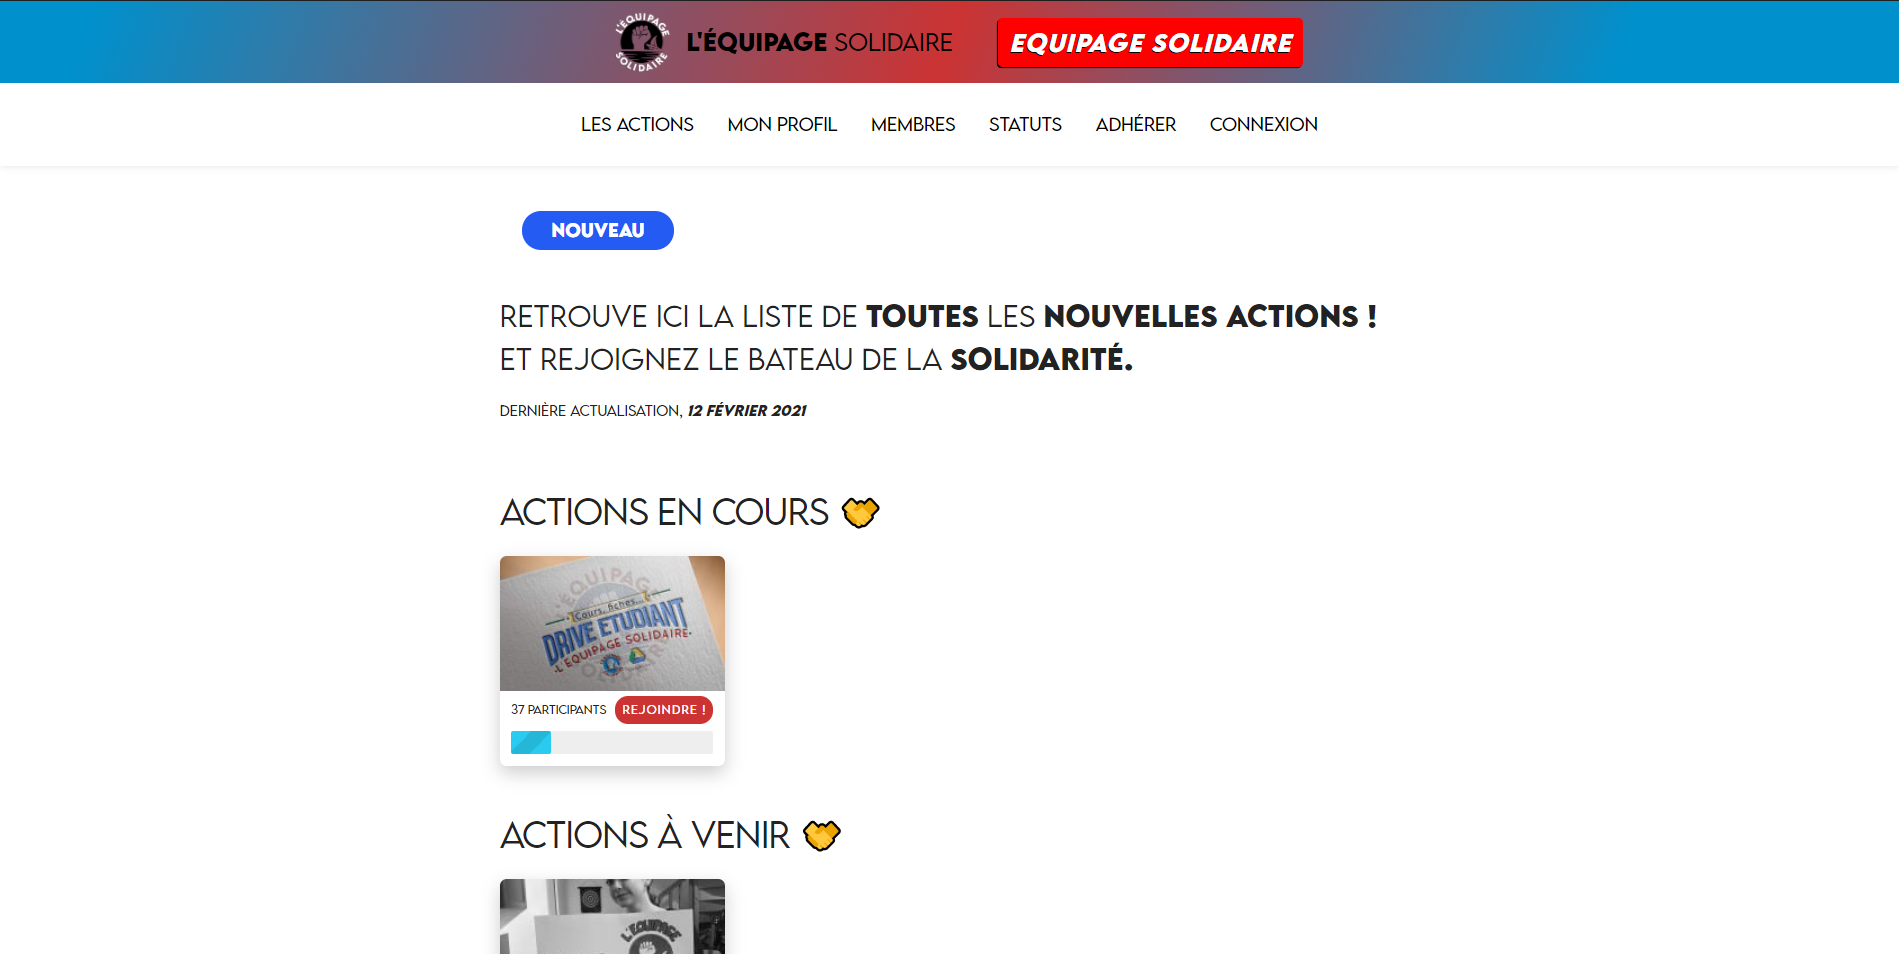 L'ÉQUIPAGE
SOLIDAIRE
L'ÉQUIPAGE SOLIDAIRE
EQUIPAGE SOLIDAIRE
LES ACTIONS MON PROFIL MEMBRES STATUTS ADHÉRER CONNEXION
NOUVEAU
RETROUVE ICI LA LISTE DE TOUTES LES NOUVELLES ACTIONS !
ET REJOIGNEZ LE BATEAU DE LA SOLIDARITÉ.
DERNIÈRE ACTUALISATION, 12 FÉVRIER 2021
ACTIONS EN COURS
L'ÉQUIPAGE
Cours, fiches...
DRIVE ETUDIANT
L'EQUIPAGE SOLIDAIRE
SOLIDAIRE
37 PARTICIPANTS REJOINDRE !
ACTIONS À VENIR
L'ÉQUIPAGE